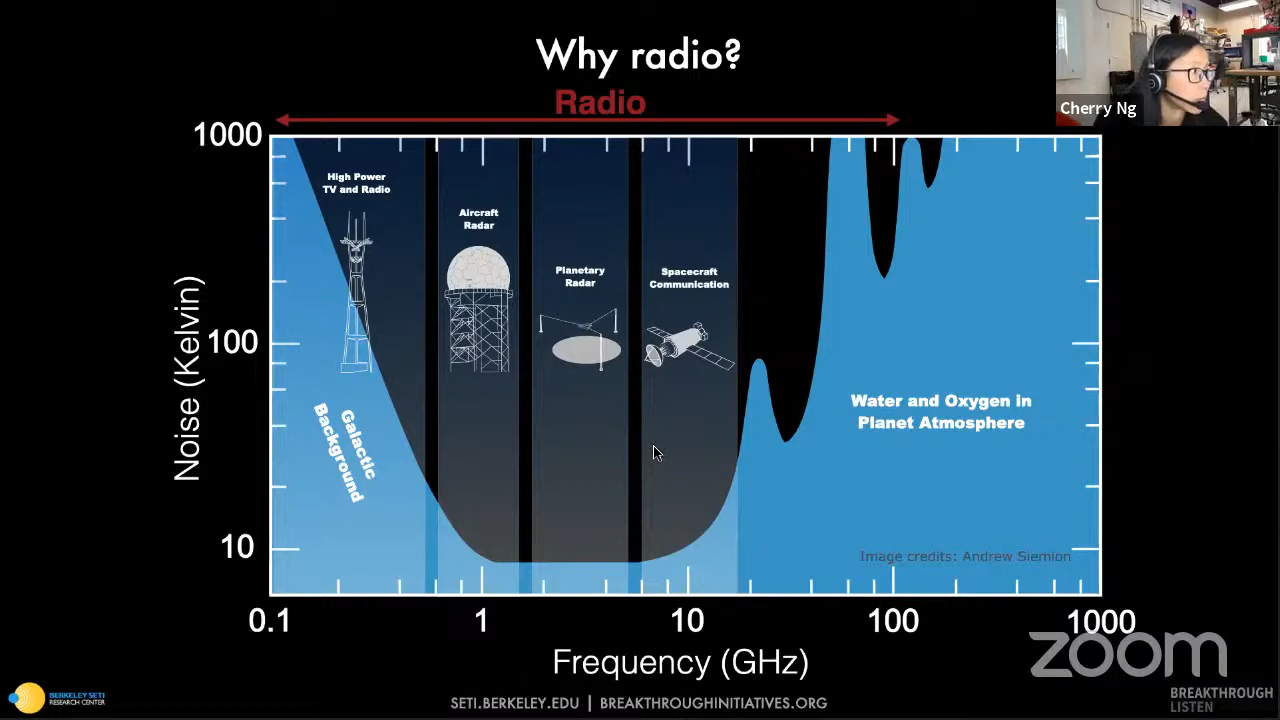 Why radio?
Radio
Cherry Ng
1000
100
10
Noise (Kelvin)
High Power
TV and Radio
Aircraft
Radar
Planetary
Radar
Spacecraft
Communication
Galactic
Background
Water and Oxygen in
Planet Atmosphere
Image credits: Andrew Siemion
0.1 1 10 100 1000
Frequency (GHz)
zoom
BERKELEY SETI
RESEARCH CENTER
SETI.BERKELEY.EDU | BREAKTHROUGHINITIATIVES.ORG
BREAKTHROUGH
LISTEN